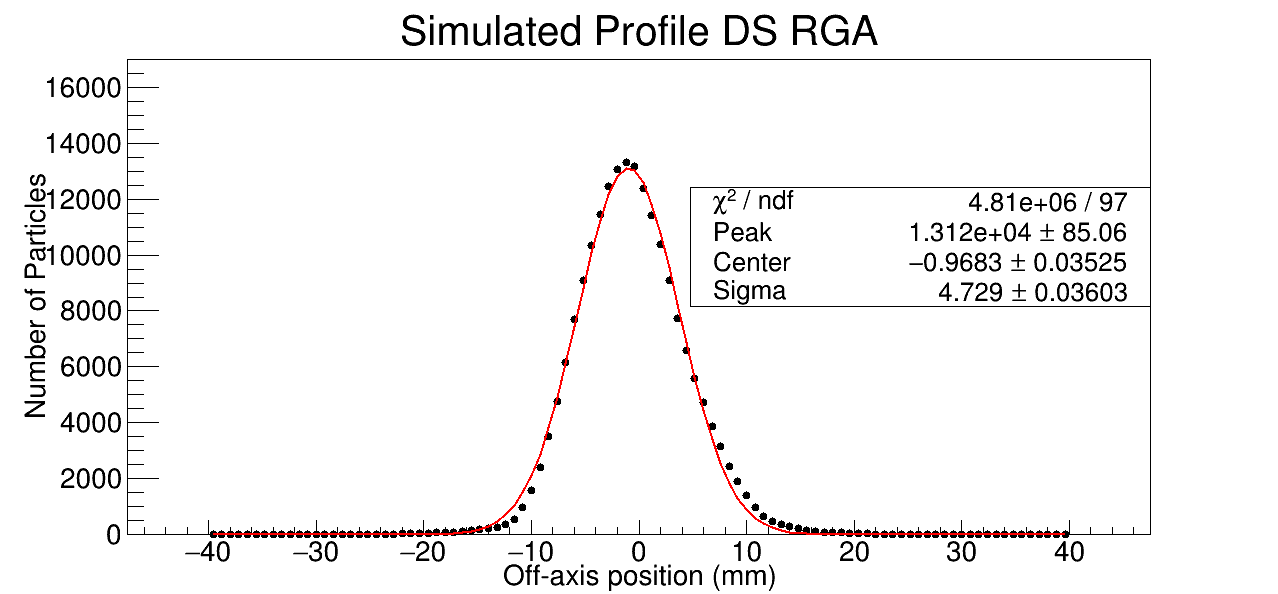 Simulated Profile DS RGA
16000
14000
12000
10000
8000
6000
4000
2000
0
Number of Particles
χ² / ndf 4.81e+06 / 97
Peak 1.312e+04 ± 85.06
Center −0.9683 ± 0.03525
Sigma 4.729 ± 0.03603
−40 −30 −20 −10 0 10 20 30 40
Off-axis position (mm)